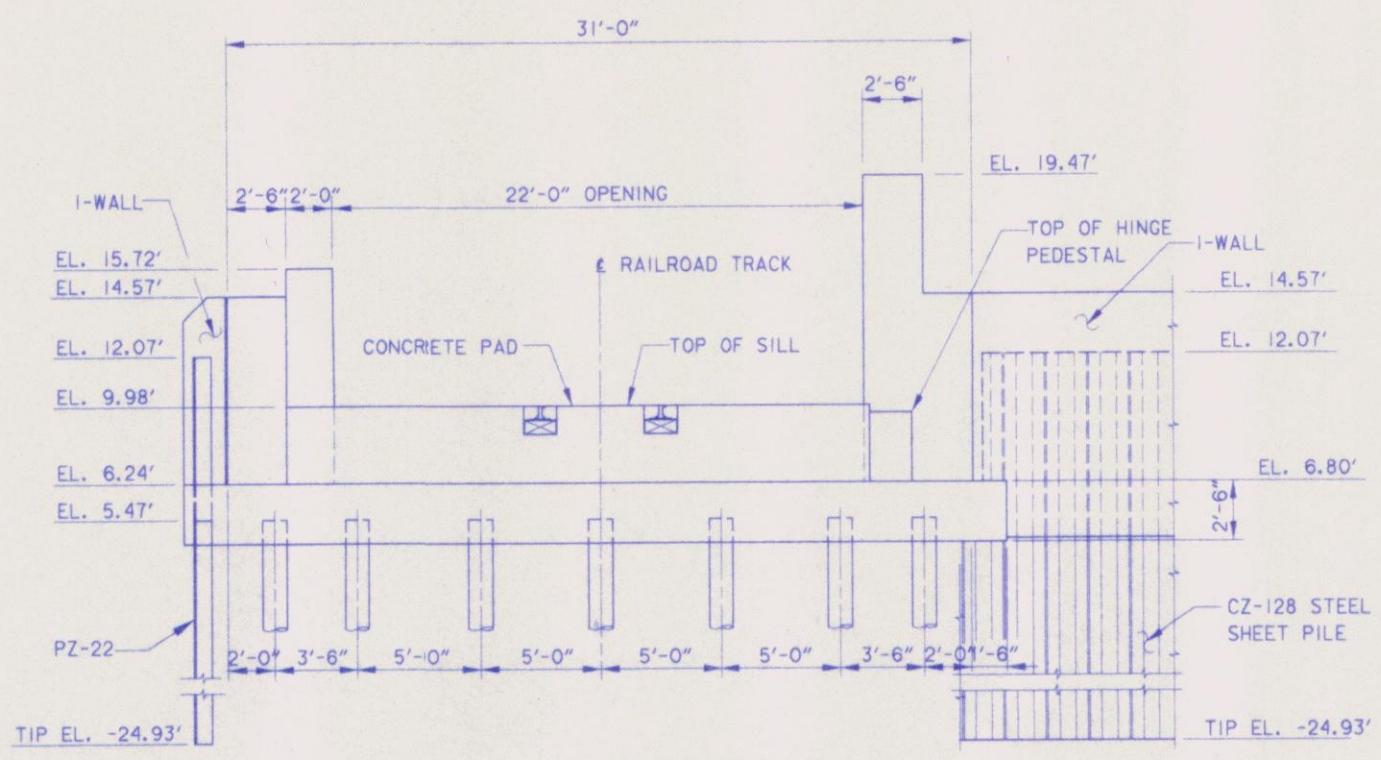 31'-0"
2'-6"
EL. 19.47'
I-WALL
2'-6" 2'-0"
22'-0" OPENING
TOP OF HINGE
PEDESTAL
I-WALL
EL. 15.72'
℄ RAILROAD TRACK
EL. 14.57'
EL. 14.57'
EL. 12.07'
CONCRETE PAD
TOP OF SILL
EL. 12.07'
EL. 9.98'
EL. 6.24'
EL. 6.80'
EL. 5.47'
2'-6"
CZ-128 STEEL
SHEET PILE
PZ-22
2'-0" 3'-6" 5'-10" 5'-0" 5'-0" 5'-0" 3'-6" 2'-0" 1'-6"
TIP EL. -24.93'
TIP EL. -24.93'